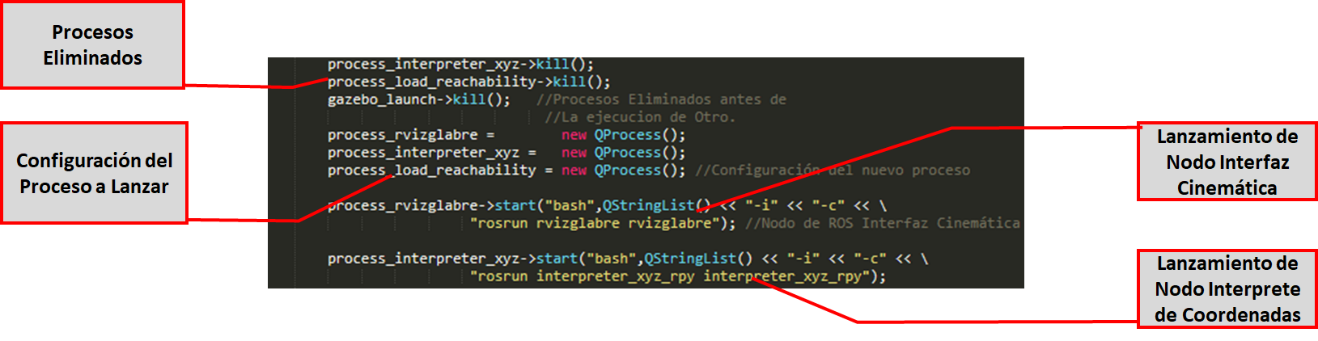 Procesos
Eliminados
Configuración del
Proceso a Lanzar
process_interpreter_xyz->kill();
process_load_reachability->kill();
gazebo_launch->kill();   //Procesos Eliminados antes de
//La ejecucion de Otro.
process_rvizglabre =        new QProcess();
process_interpreter_xyz =   new QProcess();
process_load_reachability = new QProcess(); //Configuración del nuevo proceso
process_rvizglabre->start("bash",QStringList() << "-i" << "-c" << \
"rosrun rvizglabre rvizglabre"); //Nodo de ROS Interfaz Cinemática
process_interpreter_xyz->start("bash",QStringList() << "-i" << "-c" << \
"rosrun interpreter_xyz_rpy interpreter_xyz_rpy");
Lanzamiento de
Nodo Interfaz
Cinemática
Lanzamiento de
Nodo Interprete
de Coordenadas